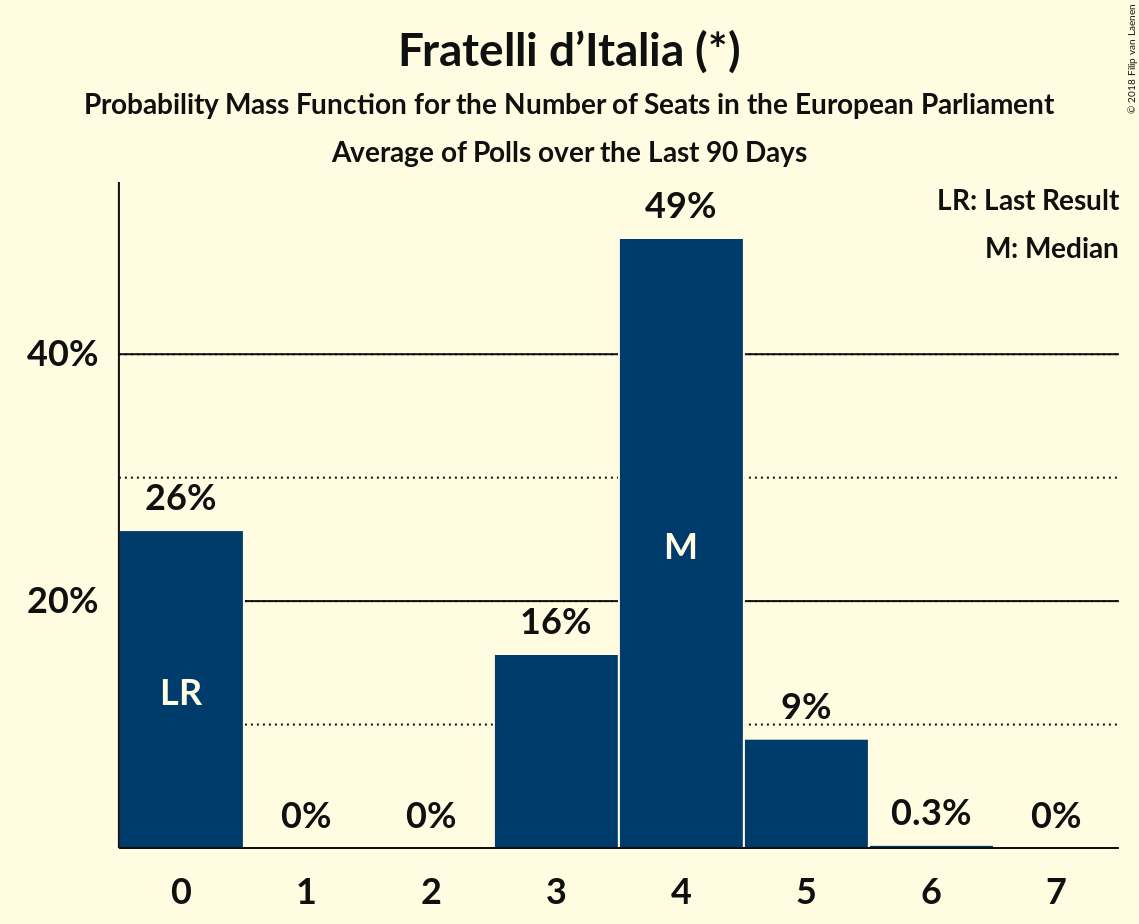 Fratelli d’Italia (*)
Probability Mass Function for the Number of Seats in the European Parliament
Average of Polls over the Last 90 Days
© 2018 Filip van Laenen
LR: Last Result
M: Median
49%
40%
26%
M
20%
16%
LR
9%
0%
0%
0.3%
0%
0 1 2 3 4 5 6 7